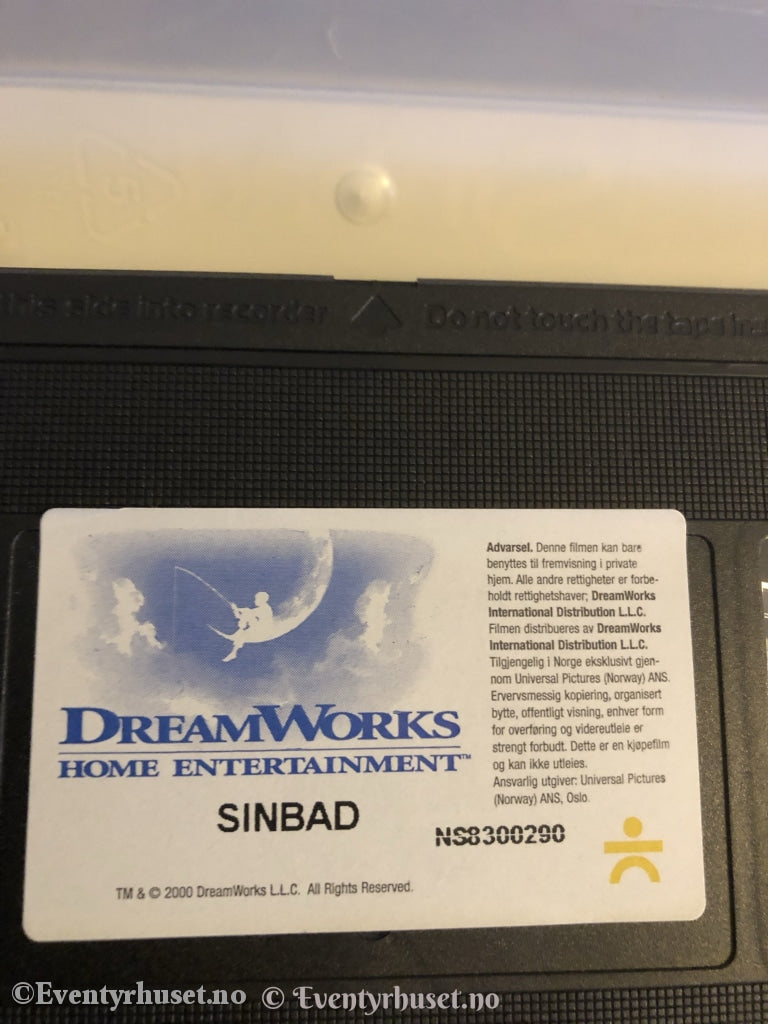 this side into recorder Do not touch the tape
DREAMWORKS
HOME ENTERTAINMENT™
SINBAD
TM & © 2000 DreamWorks L.L.C. All Rights Reserved.
Advarsel. Denne filmen kan bare
benyttes til fremvisning i private
hjem. Alle andre rettigheter er forbe-
holdt rettighetshaver; DreamWorks
International Distribution L.L.C.
Filmen distribueres av DreamWorks
International Distribution L.L.C.
Tilgjengelig i Norge eksklusivt gjen-
nom Universal Pictures (Norway) ANS.
Ervervsmessig kopiering, organisert
bytte, offentlig visning, enhver form
for overføring og videreutleie er
strengt forbudt. Dette er en kjøpefilm
og kan ikke utleies.
Ansvarlig utgiver: Universal Pictures
(Norway) ANS, Oslo.
NS8300290
©Eventyrhuset.no © Eventyrhuset.no